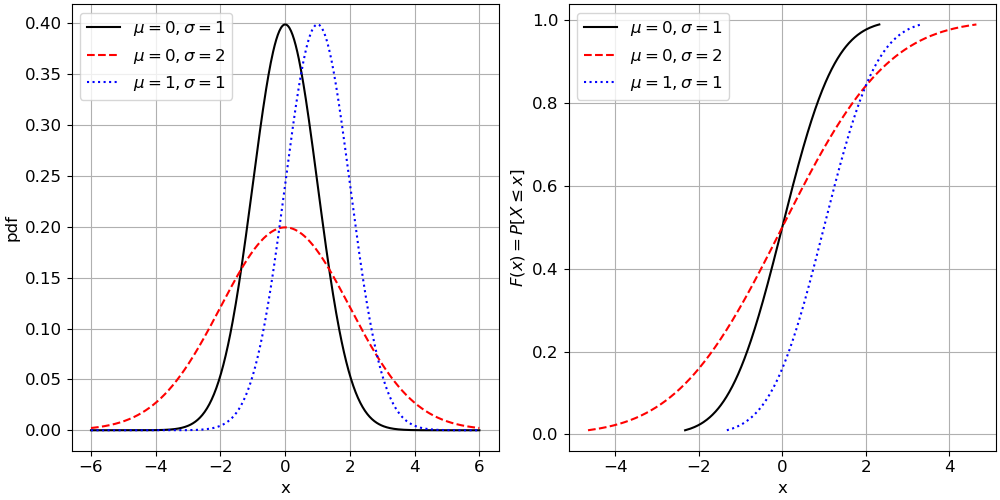 μ = 0, σ = 1
μ = 0, σ = 2
μ = 1, σ = 1
0.40
0.35
0.30
0.25
0.20
0.15
0.10
0.05
0.00
pdf
−6 −4 −2 0 2 4 6
x
μ = 0, σ = 1
μ = 0, σ = 2
μ = 1, σ = 1
1.0
0.8
0.6
0.4
0.2
0.0
F(x) = P[X ≤ x]
−4 −2 0 2 4
x